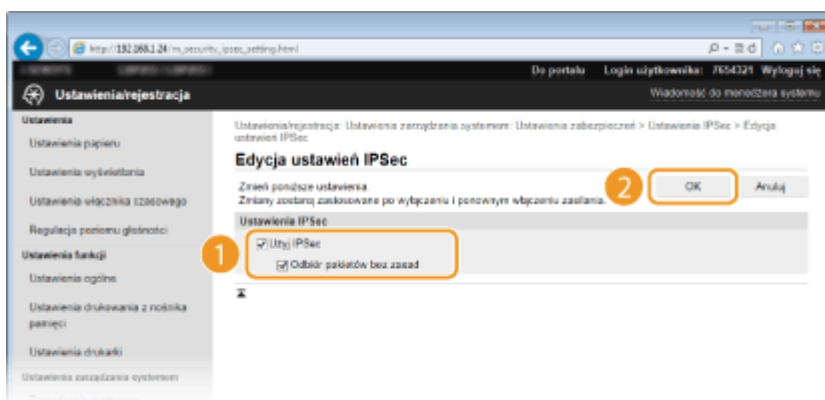 http://192.168.1.24/m_security_ipsec_setting.html
Do portalu Login użytkownika: 7654321 Wyloguj się
Ustawienia/rejestracja
Wiadomość do menedżera systemu
Ustawienia
Ustawienia papieru
Ustawienia wyświetlania
Ustawienia włącznika czasowego
Regulacja poziomu głośności
Ustawienia funkcji
Ustawienia ogólne
Ustawienia drukowania z nośnika
pamięci
Ustawienia drukarki
Ustawienia zarządzania systemem
Ustawienia/rejestracja: Ustawienia zarządzania systemem: Ustawienia zabezpieczeń > Ustawienia IPSec > Edycja
ustawień IPSec
Edycja ustawień IPSec
Zmień poniższe ustawienia.
Zmiany zostaną zastosowane po wyłączeniu i ponownym włączeniu zasilania.
2
OK
Anuluj
Ustawienia IPSec
1
Użyj IPSec
Odbiór pakietów bez zasad